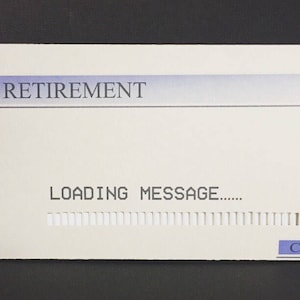 RETIREMENT
LOADING MESSAGE......
C